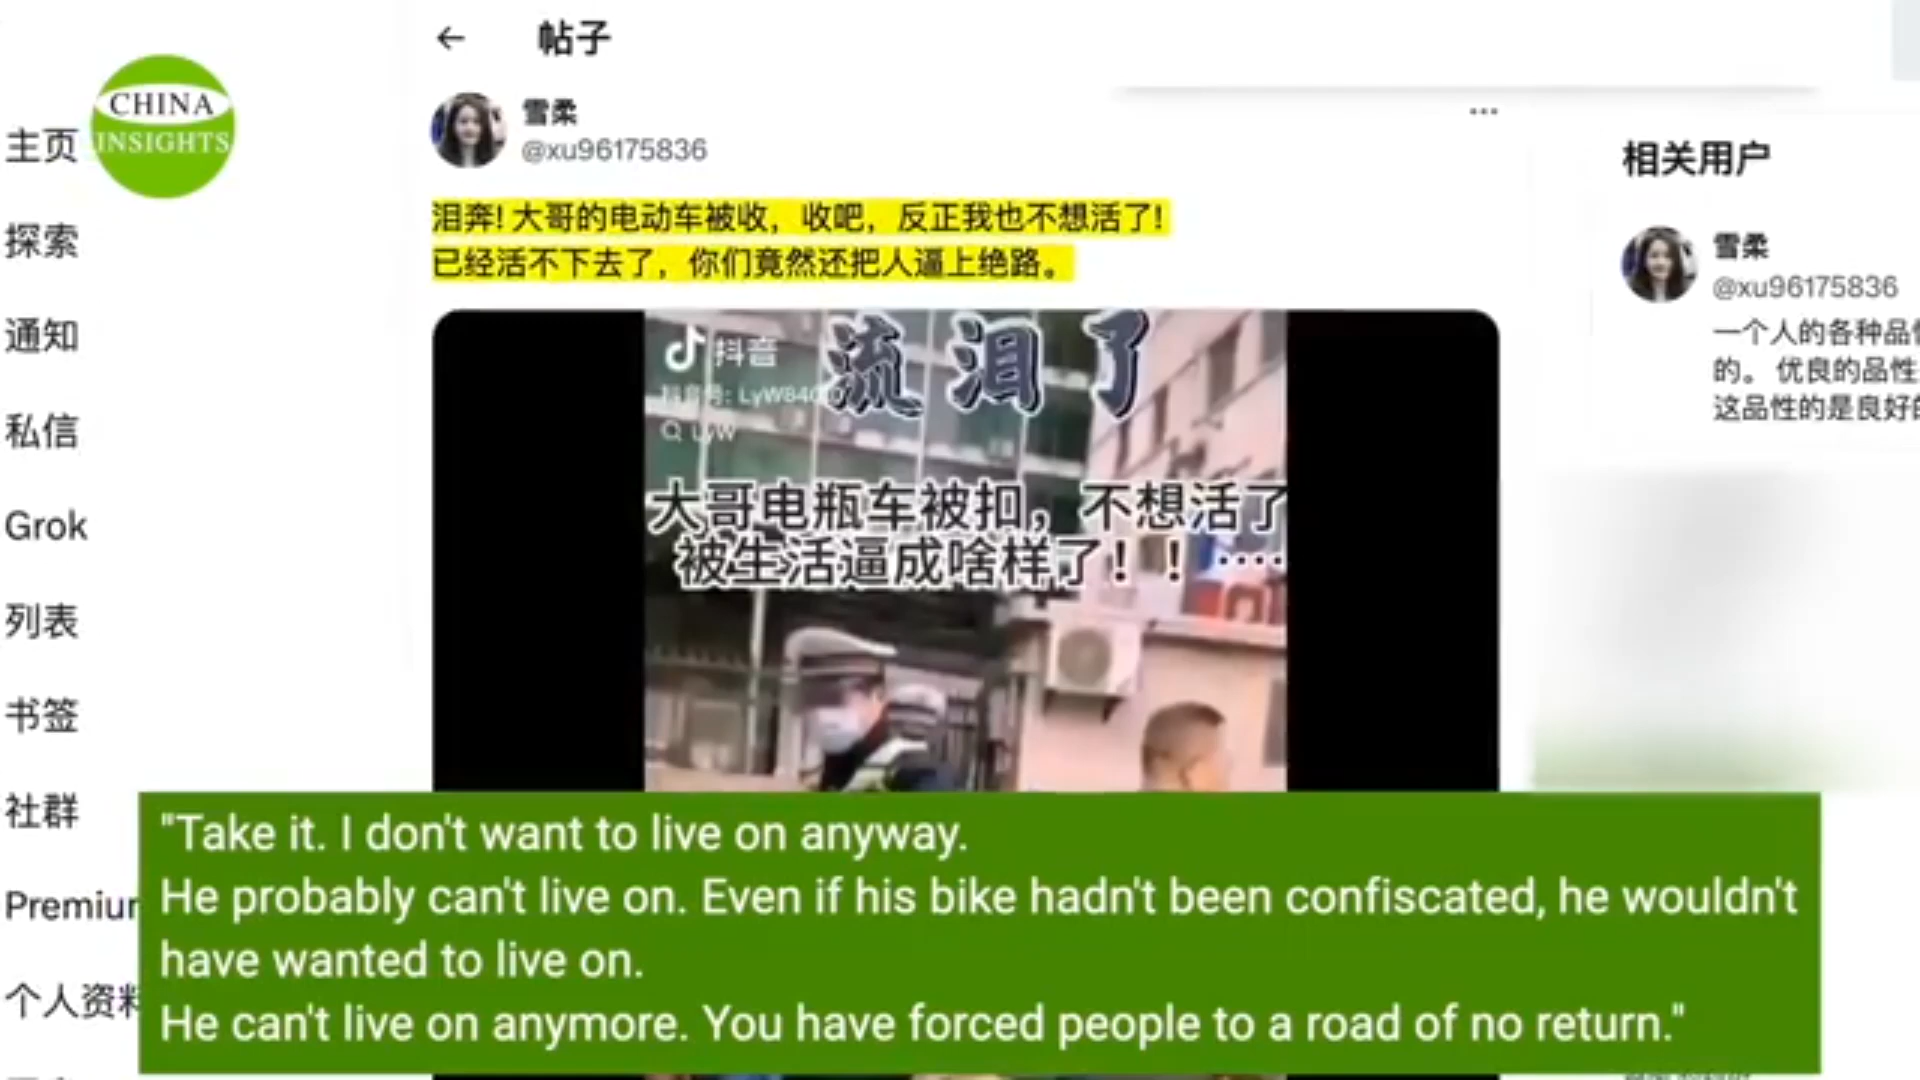 帖子
CHINA
INSIGHTS
雪柔
@xu96175836
泪奔! 大哥的电动车被收，收吧，反正我也不想活了!
已经活不下去了，你们竟然还把人逼上绝路。
主页
探索
通知
私信
Grok
列表
书签
社群
Premiu
个人资料
相关用户
雪柔
@xu96175836
一个人的各种品
的。优良的品性
这品性的是良好的
流泪了
抖音
抖音号: LyW840
LyW
大哥电瓶车被扣，不想活了
被生活逼成啥样了！！····
"Take it. I don't want to live on anyway.
He probably can't live on. Even if his bike hadn't been confiscated, he wouldn't
have wanted to live on.
He can't live on anymore. You have forced people to a road of no return."